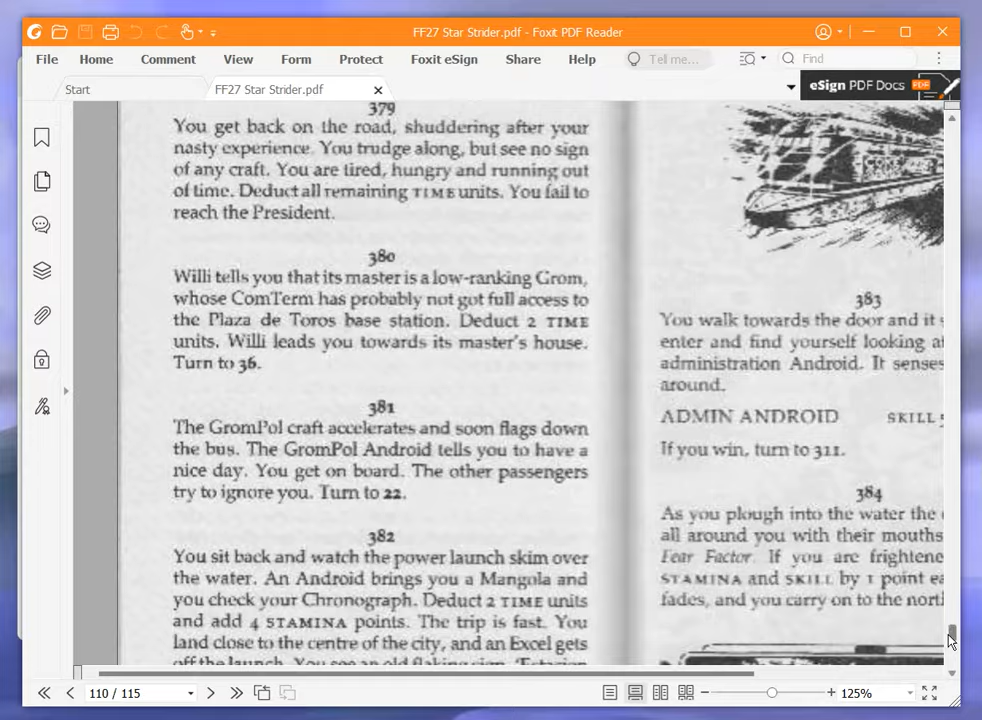 FF27 Star Strider.pdf - Foxit PDF Reader
File Home Comment View Form Protect Foxit eSign Share Help Tell me... Find
Start FF27 Star Strider.pdf eSign PDF Docs PDF
379
You get back on the road, shuddering after your
nasty experience. You trudge along, but see no sign
of any craft. You are tired, hungry and running out
of time. Deduct all remaining TIME units. You fail to
reach the President.
380
Willi tells you that its master is a low-ranking Grom,
whose ComTerm has probably not got full access to
the Plaza de Toros base station. Deduct 2 TIME
units. Willi leads you towards its master's house.
Turn to 36.
381
The GromPol craft accelerates and soon flags down
the bus. The GromPol Android tells you to have a
nice day. You get on board. The other passengers
try to ignore you. Turn to 22.
382
You sit back and watch the power launch skim over
the water. An Android brings you a Mangola and
you check your Chronograph. Deduct 2 TIME units
and add 4 STAMINA points. The trip is fast. You
land close to the centre of the city, and an Excel gets
off the launch. You see an old flaking sign, 'Estacion
383
You walk towards the door and it
enter and find yourself looking a
administration Android. It senses
around.
ADMIN ANDROID SKILL
If you win, turn to 311.
384
As you plough into the water the
all around you with their mouths
Fear Factor. If you are frightene
STAMINA and SKILL by 1 point ea
fades, and you carry on to the nort
110 / 115 125%